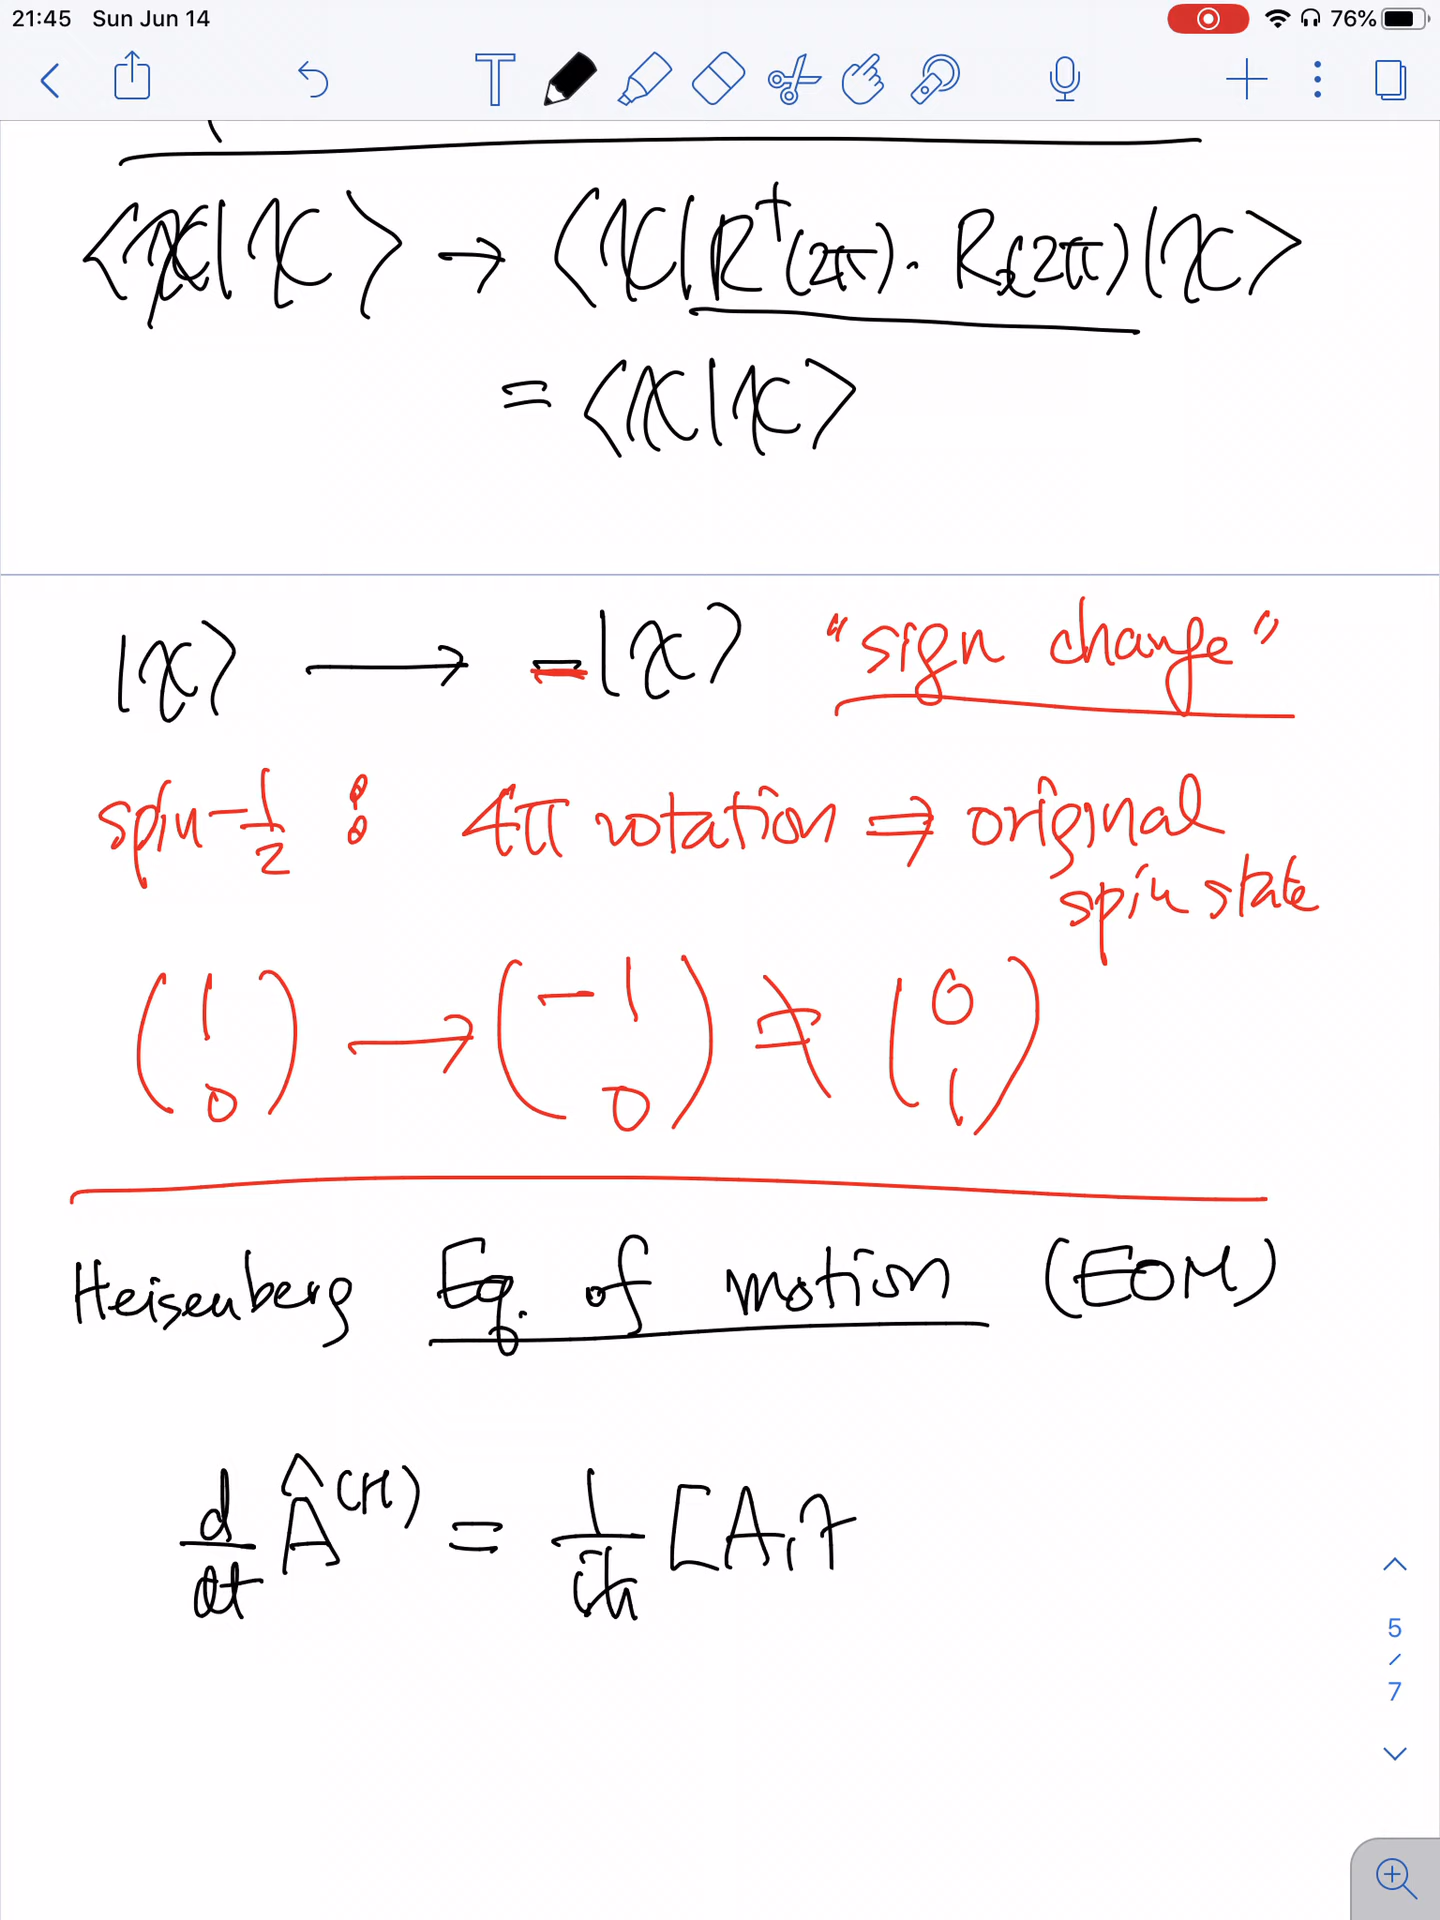 21:45 Sun Jun 14 76%
T
⟨χ|χ⟩ → ⟨χ|R†(2π)·R(2π)|χ⟩
= ⟨χ|χ⟩
|χ⟩ ⟶ −|χ⟩ "sign change"
spin-1/2 : 4π rotation ⇒ original
spin state
(1 0) → (−1 0) ≠ (0 1)
Heisenberg Eq. of motion (EOM)
d/dt Â^(H) = 1/iħ [A,
5
/
7